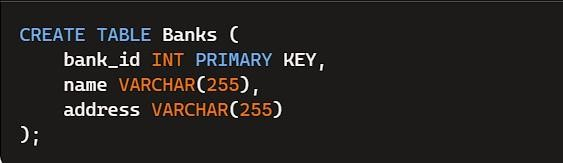 CREATE TABLE Banks (
    bank_id INT PRIMARY KEY,
    name VARCHAR(255),
    address VARCHAR(255)
);